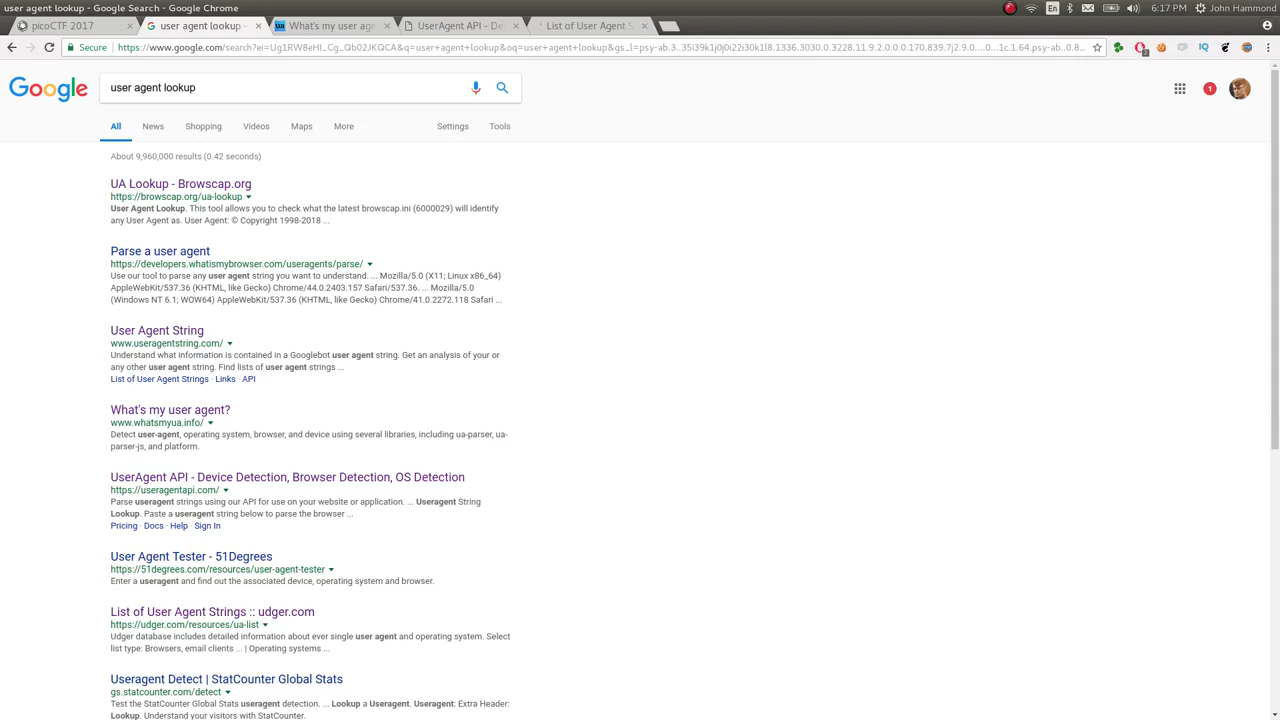 user agent lookup - Google Search - Google Chrome
En
6:17 PM
John Hammond
picoCTF 2017
user agent lookup -
What's my user agen
UserAgent API - De
List of User Agent S
Secure
https://www.google.com/search?ei=Ug1RW8eHI_Cg_Qb02JKQCA&q=user+agent+lookup&oq=user+agent+lookup&gs_l=psy-ab.3..35i39k1j0j0i22i30k1l8.1336.3030.0.3228.11.9.2.0.0.0.170.839.7j2.9.0....0...1c.1.64.psy-ab..0.8...
Google
user agent lookup
1
All
News
Shopping
Videos
Maps
More
Settings
Tools
About 9,960,000 results (0.42 seconds)
UA Lookup - Browscap.org
https://browscap.org/ua-lookup
User Agent Lookup. This tool allows you to check what the latest browscap.ini (6000029) will identify
any User Agent as. User Agent: © Copyright 1998-2018 ...
Parse a user agent
https://developers.whatismybrowser.com/useragents/parse/
Use our tool to parse any user agent string you want to understand. ... Mozilla/5.0 (X11; Linux x86_64)
AppleWebKit/537.36 (KHTML, like Gecko) Chrome/44.0.2403.157 Safari/537.36. ... Mozilla/5.0
(Windows NT 6.1; WOW64) AppleWebKit/537.36 (KHTML, like Gecko) Chrome/41.0.2272.118 Safari ...
User Agent String
www.useragentstring.com/
Understand what information is contained in a Googlebot user agent string. Get an analysis of your or
any other user agent string. Find lists of user agent strings ...
List of User Agent Strings · Links · API
What's my user agent?
www.whatsmyua.info/
Detect user-agent, operating system, browser, and device using several libraries, including ua-parser, ua-
parser-js, and platform.
UserAgent API - Device Detection, Browser Detection, OS Detection
https://useragentapi.com/
Parse useragent strings using our API for use on your website or application. ... Useragent String
Lookup. Paste a useragent string below to parse the browser ...
Pricing · Docs · Help · Sign In
User Agent Tester - 51Degrees
https://51degrees.com/resources/user-agent-tester
Enter a useragent and find out the associated device, operating system and browser.
List of User Agent Strings :: udger.com
https://udger.com/resources/ua-list
Udger database includes detailed information about ever single user agent and operating system. Select
list type: Browsers, email clients ... | Operating systems ...
Useragent Detect | StatCounter Global Stats
gs.statcounter.com/detect
Test the StatCounter Global Stats useragent detection. ... Lookup a Useragent. Useragent: Extra Header:
Lookup. Understand your visitors with StatCounter.